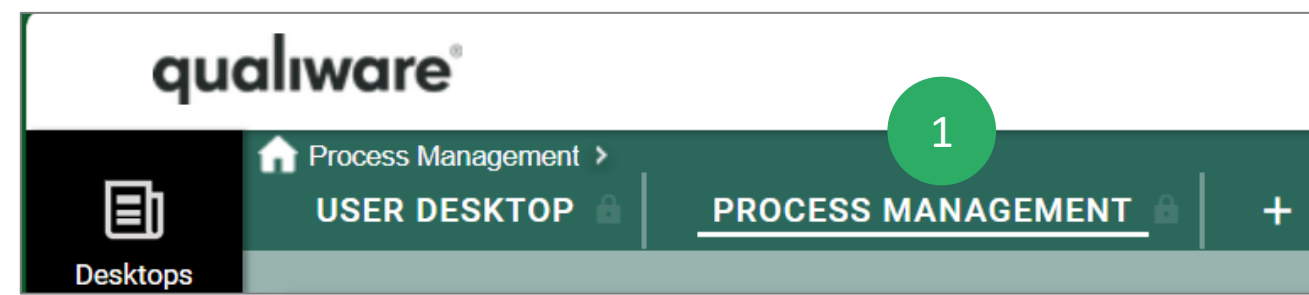 qualiware®
1
Process Management >
USER DESKTOP
PROCESS MANAGEMENT
+
Desktops